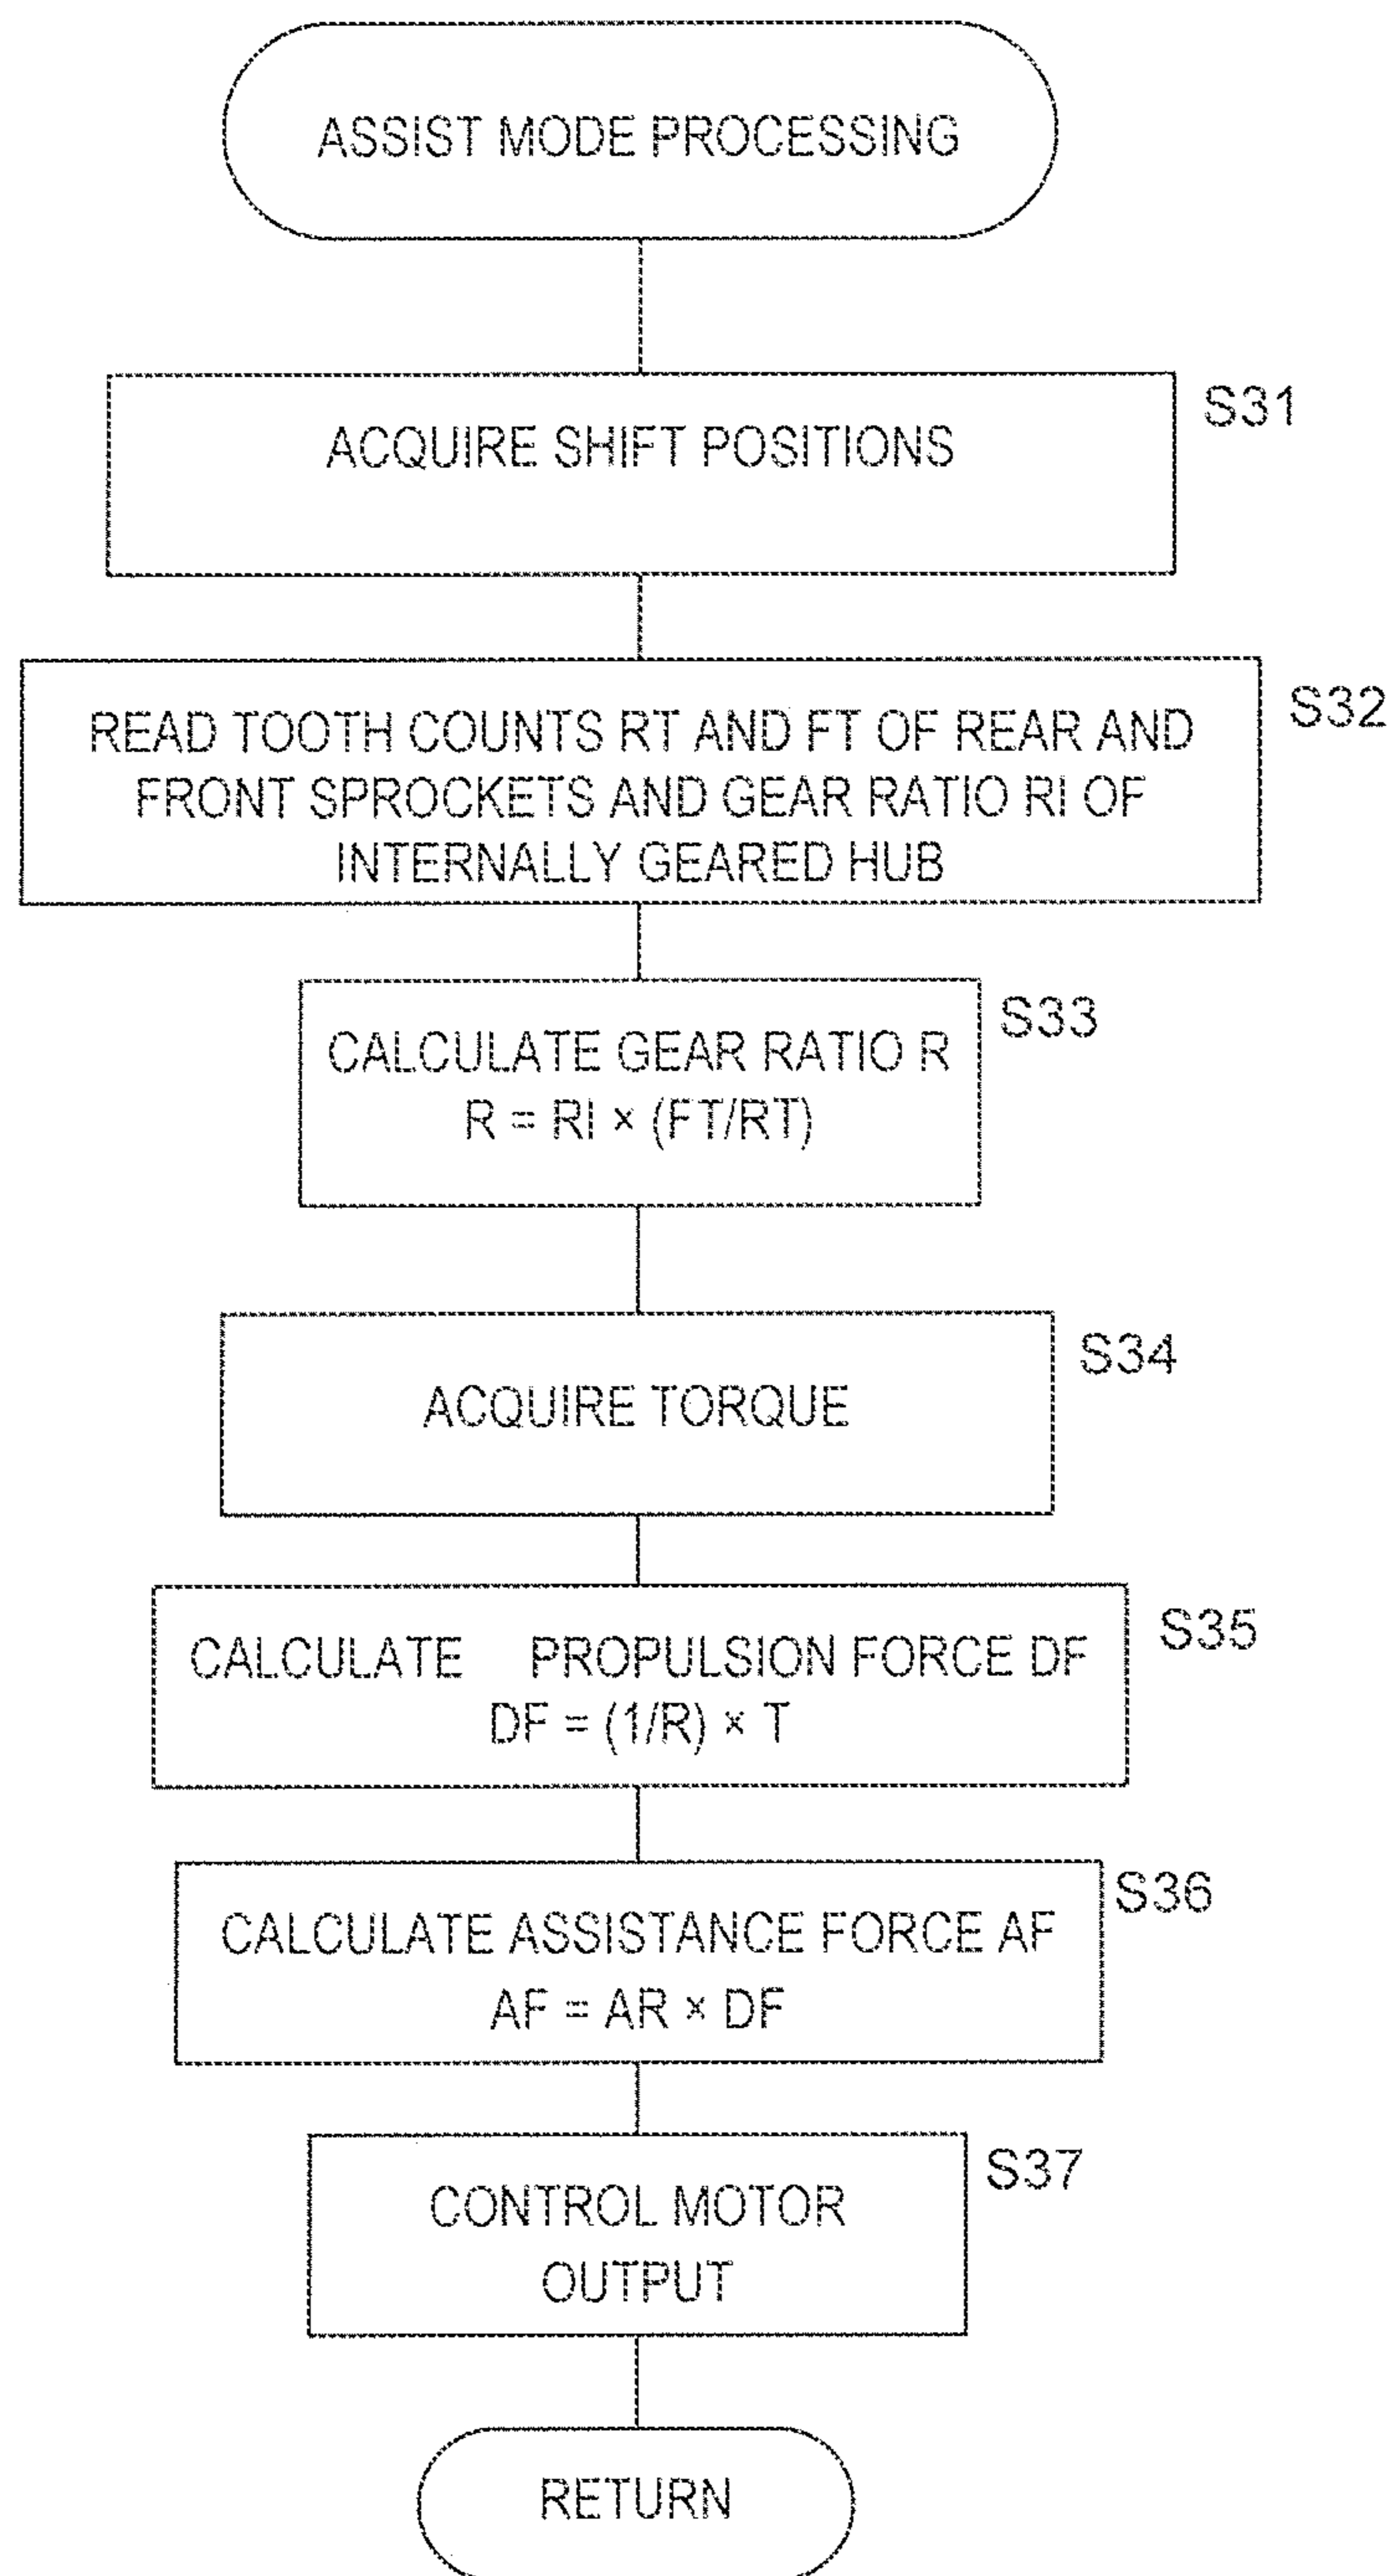 ASSIST MODE PROCESSING
ACQUIRE SHIFT POSITIONS
S31
READ TOOTH COUNTS RT AND FT OF REAR AND
FRONT SPROCKETS AND GEAR RATIO RI OF
INTERNALLY GEARED HUB
S32
CALCULATE GEAR RATIO R
R = RI × (FT/RT)
S33
ACQUIRE TORQUE
S34
CALCULATE PROPULSION FORCE DF
DF = (1/R) × T
S35
CALCULATE ASSISTANCE FORCE AF
AF = AR × DF
S36
CONTROL MOTOR
OUTPUT
S37
RETURN